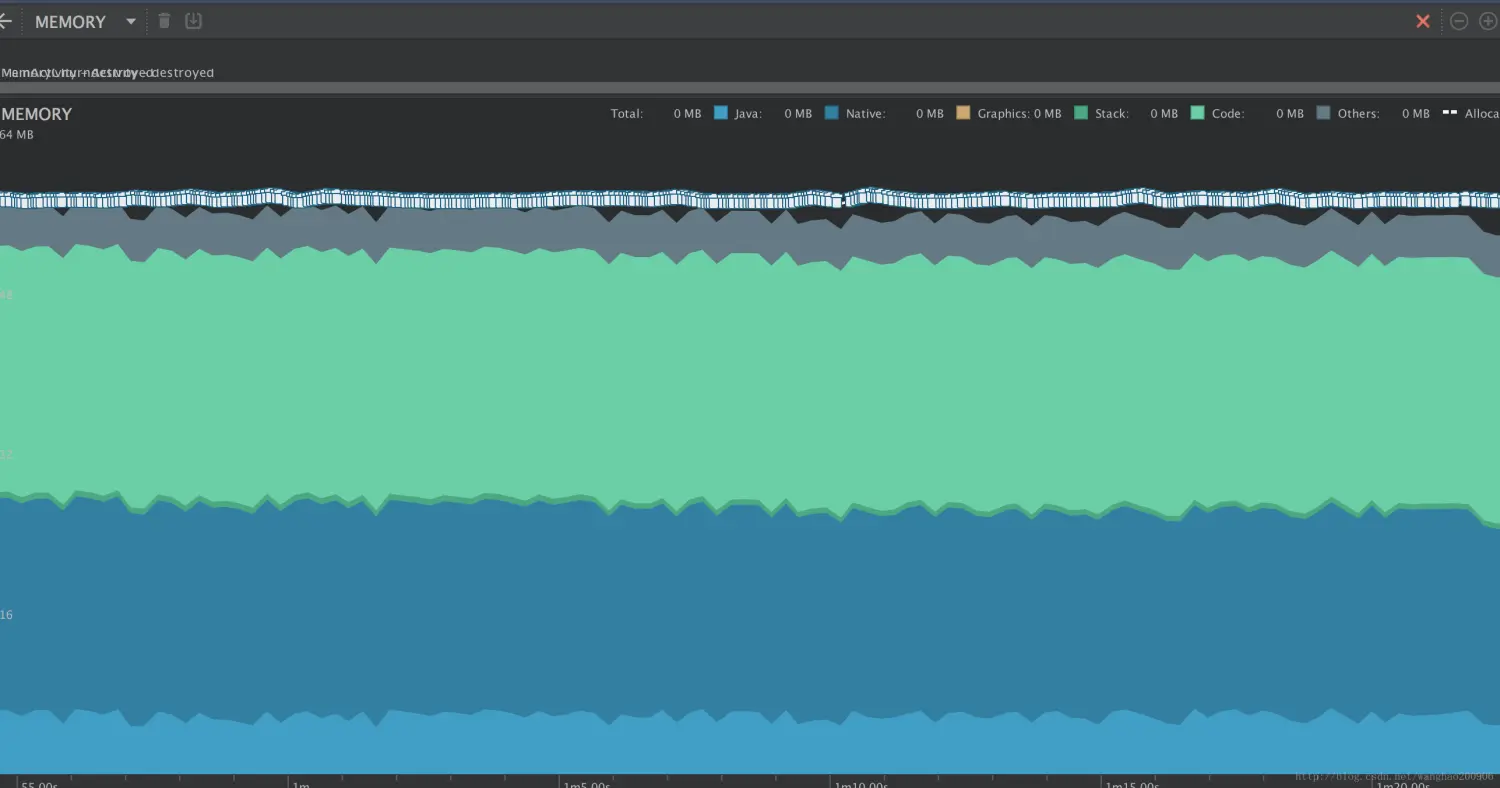 MEMORY
destroyed
MEMORY
Total: 0 MB Java: 0 MB Native: 0 MB Graphics: 0 MB Stack: 0 MB Code: 0 MB Others: 0 MB Alloca
64 MB
48
32
16
55.00s 1m 1m5.00s 1m10.00s 1m15.00s 1m20.00s
http://blog.csdn.net/wanghao200906